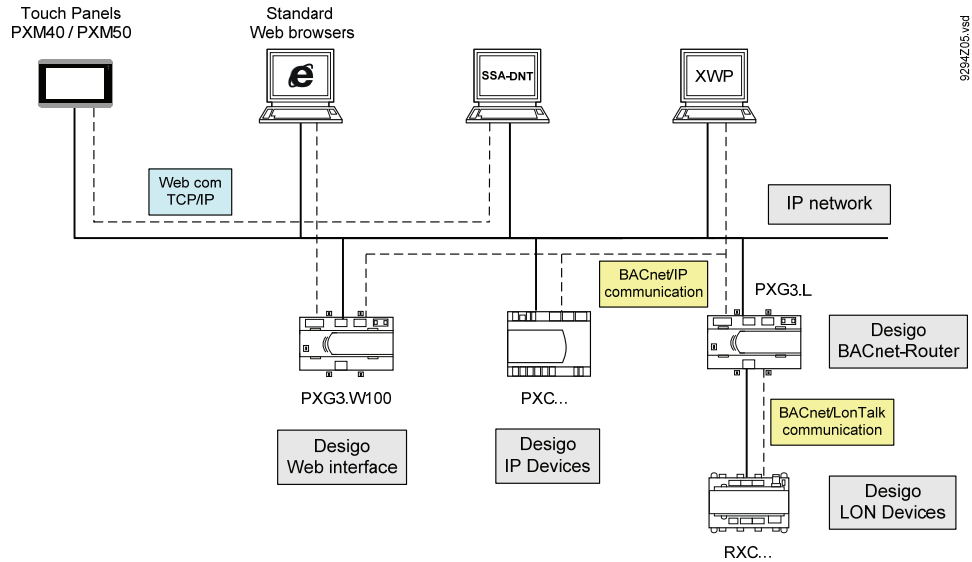 Touch Panels
PXM40 / PXM50
Standard
Web browsers
9294Z05.vsd
e
SSA-DNT
XWP
Web com
TCP/IP
IP network
BACnet/IP
communication
PXG3.L
Desigo
BACnet-Router
PXG3.W100
PXC...
BACnet/LonTalk
communication
Desigo
Web interface
Desigo
IP Devices
Desigo
LON Devices
RXC...